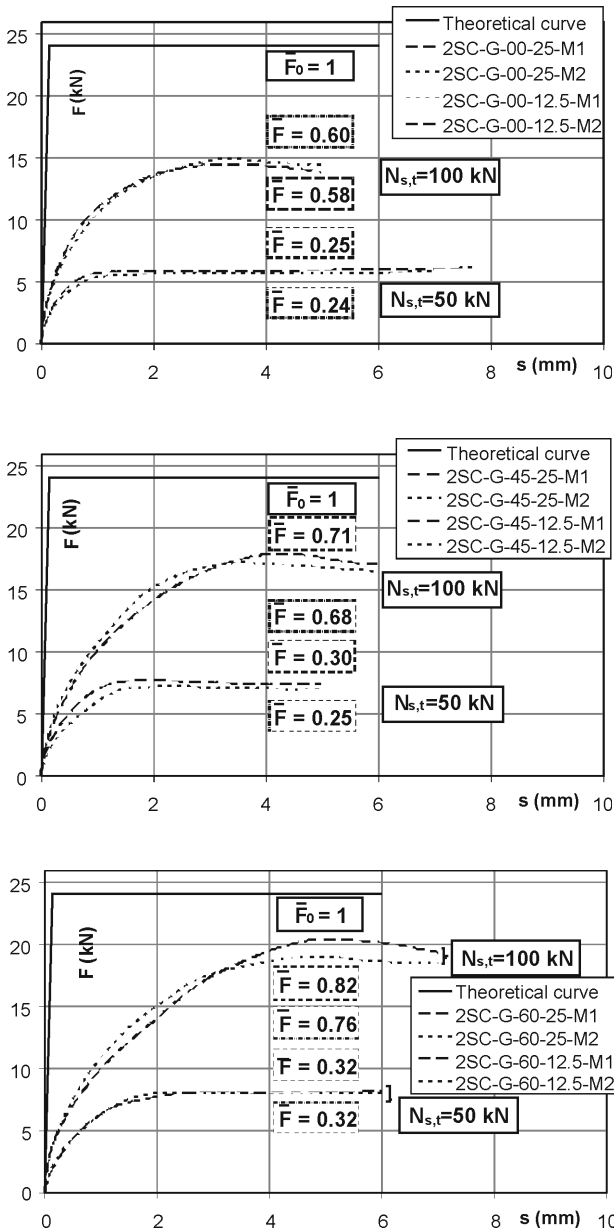 25
20
15
10
5
0
F (kN)
Theoretical curve
2SC-G-00-25-M1
2SC-G-00-25-M2
2SC-G-00-12.5-M1
2SC-G-00-12.5-M2
F̅₀ = 1
F̅ = 0.60
Ns,t=100 kN
F̅ = 0.58
F̅ = 0.25
Ns,t=50 kN
F̅ = 0.24
0 2 4 6 8 10
s (mm)
25
20
15
10
5
0
F (kN)
Theoretical curve
2SC-G-45-25-M1
2SC-G-45-25-M2
2SC-G-45-12.5-M1
2SC-G-45-12.5-M2
F̅₀ = 1
F̅ = 0.71
Ns,t=100 kN
F̅ = 0.68
F̅ = 0.30
Ns,t=50 kN
F̅ = 0.25
0 2 4 6 8 10
s (mm)
25
20
15
10
5
0
F (kN)
F̅₀ = 1
Ns,t=100 kN
Theoretical curve
2SC-G-60-25-M1
2SC-G-60-25-M2
2SC-G-60-12.5-M1
2SC-G-60-12.5-M2
F̅ = 0.82
F̅ = 0.76
F̅ = 0.32
Ns,t=50 kN
F̅ = 0.32
0 2 4 6 8 10
s (mm)